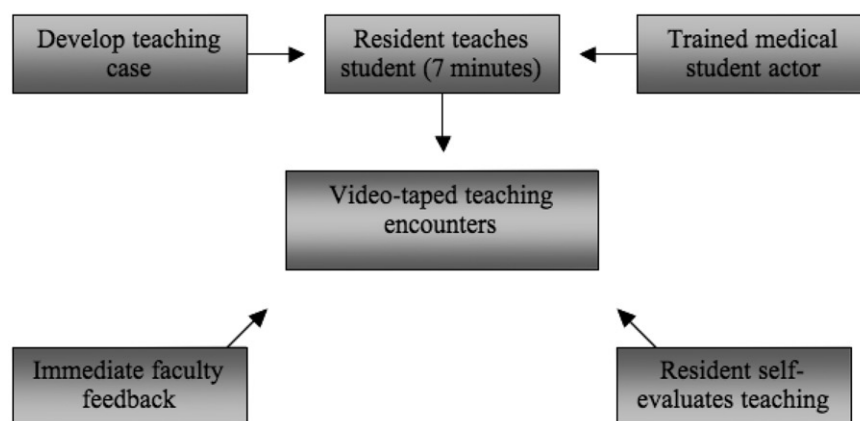 Develop teaching
case
Resident teaches
student (7 minutes)
Trained medical
student actor
Video-taped teaching
encounters
Immediate faculty
feedback
Resident self-
evaluates teaching